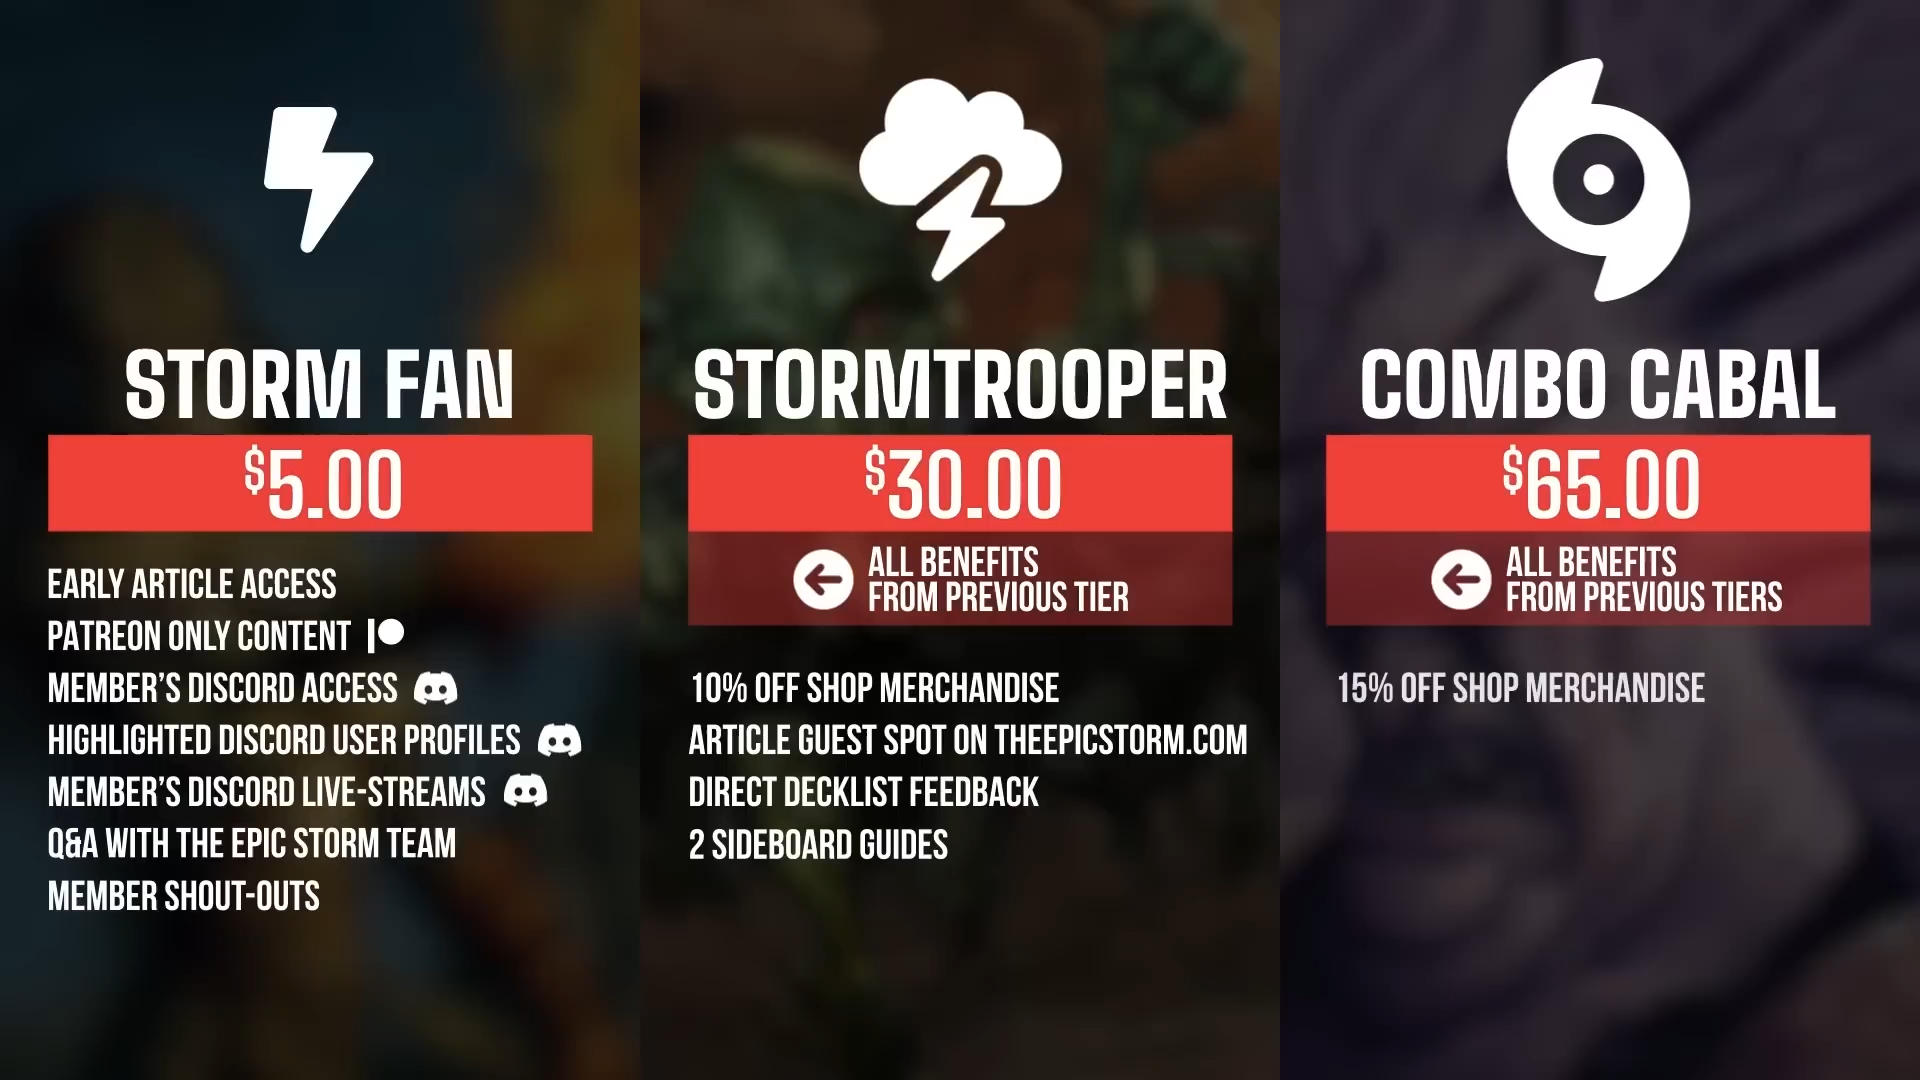 STORM FAN
$5.00
EARLY ARTICLE ACCESS
PATREON ONLY CONTENT
MEMBER'S DISCORD ACCESS
HIGHLIGHTED DISCORD USER PROFILES
MEMBER'S DISCORD LIVE-STREAMS
Q&A WITH THE EPIC STORM TEAM
MEMBER SHOUT-OUTS
STORMTROOPER
$30.00
ALL BENEFITS
FROM PREVIOUS TIER
10% OFF SHOP MERCHANDISE
ARTICLE GUEST SPOT ON THEEPICSTORM.COM
DIRECT DECKLIST FEEDBACK
2 SIDEBOARD GUIDES
COMBO CABAL
$65.00
ALL BENEFITS
FROM PREVIOUS TIERS
15% OFF SHOP MERCHANDISE